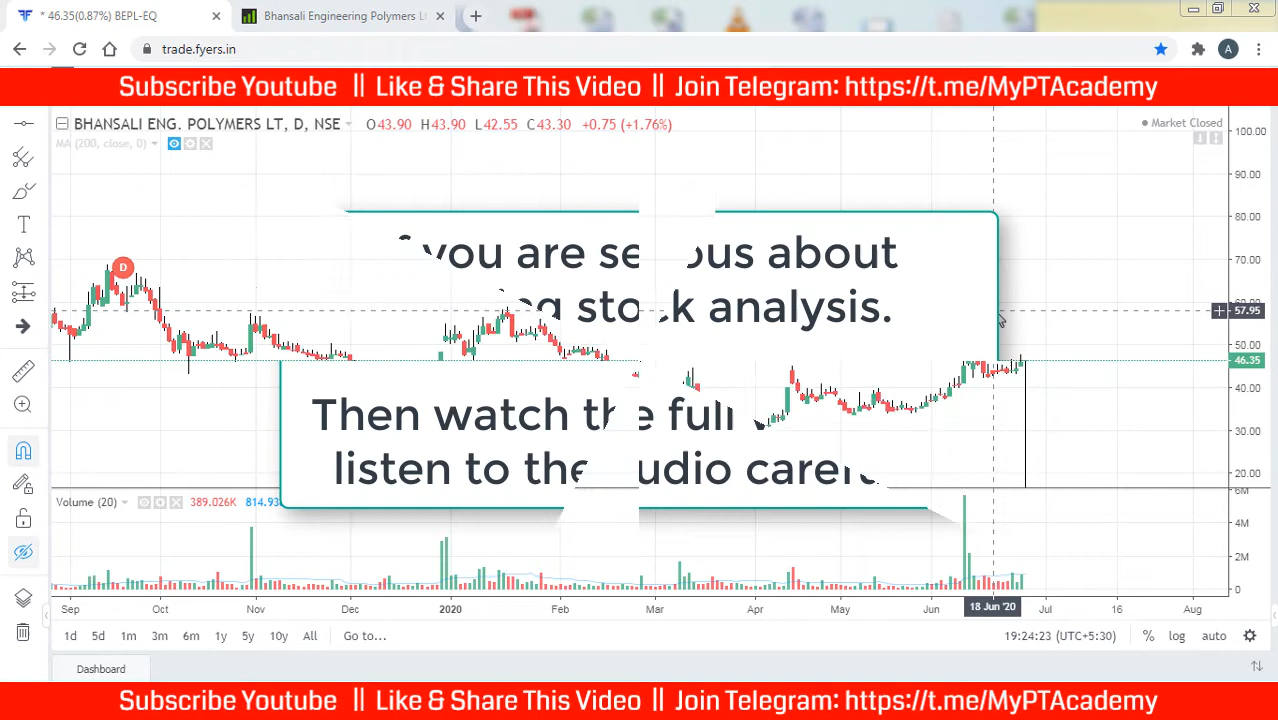 * 46.35(0.87%) BEPL-EQ
Bhansali Engineering Polymers L
trade.fyers.in
A
Subscribe Youtube || Like & Share This Video || Join Telegram: https://t.me/MyPTAcademy
BHANSALI ENG. POLYMERS LT, D, NSE O43.90 H43.90 L42.55 C43.30 +0.75 (+1.76%)
Market Closed
MA (200, close, 0)
100.00
90.00
80.00
70.00
60.00
57.95
50.00
46.35
40.00
30.00
20.00
D
you are se ous about
stock analysis.
Then watch the full
listen to the udio
Volume (20) 389.026K
6M
4M
2M
Sep Oct Nov Dec 2020 Feb Mar Apr May Jun 18 Jun '20 Jul 16 Aug
1d 5d 1m 3m 6m 1y 5y 10y All Go to... 19:24:23 (UTC+5:30) % log auto
Dashboard
Subscribe Youtube || Like & Share This Video || Join Telegram: https://t.me/MyPTAcademy